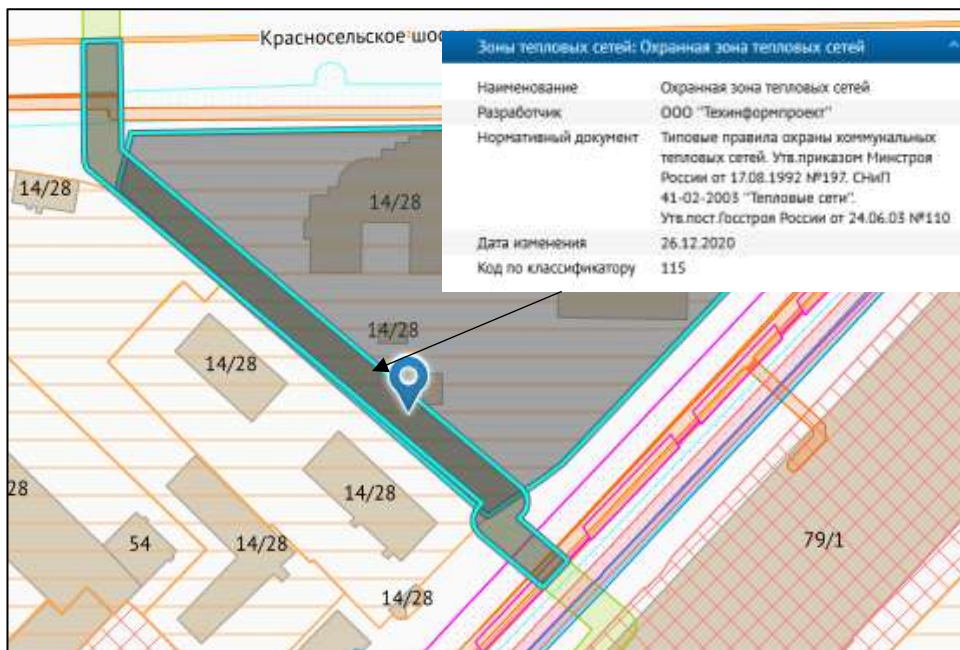 Красносельское шос
Зоны тепловых сетей: Охранная зона тепловых сетей
Наименование Охранная зона тепловых сетей
Разработчик ООО "Техинформпроект"
Нормативный документ Типовые правила охраны коммунальных
тепловых сетей. Утв.приказом Минстроя
России от 17.08.1992 №197. СНиП
41-02-2003 "Тепловые сети".
Утв.пост.Госстроя России от 24.06.03 №110
Дата изменения 26.12.2020
Код по классификатору 115
14/28
14/28
14/28
14/28
14/28
28
54
14/28
79/1
14/28